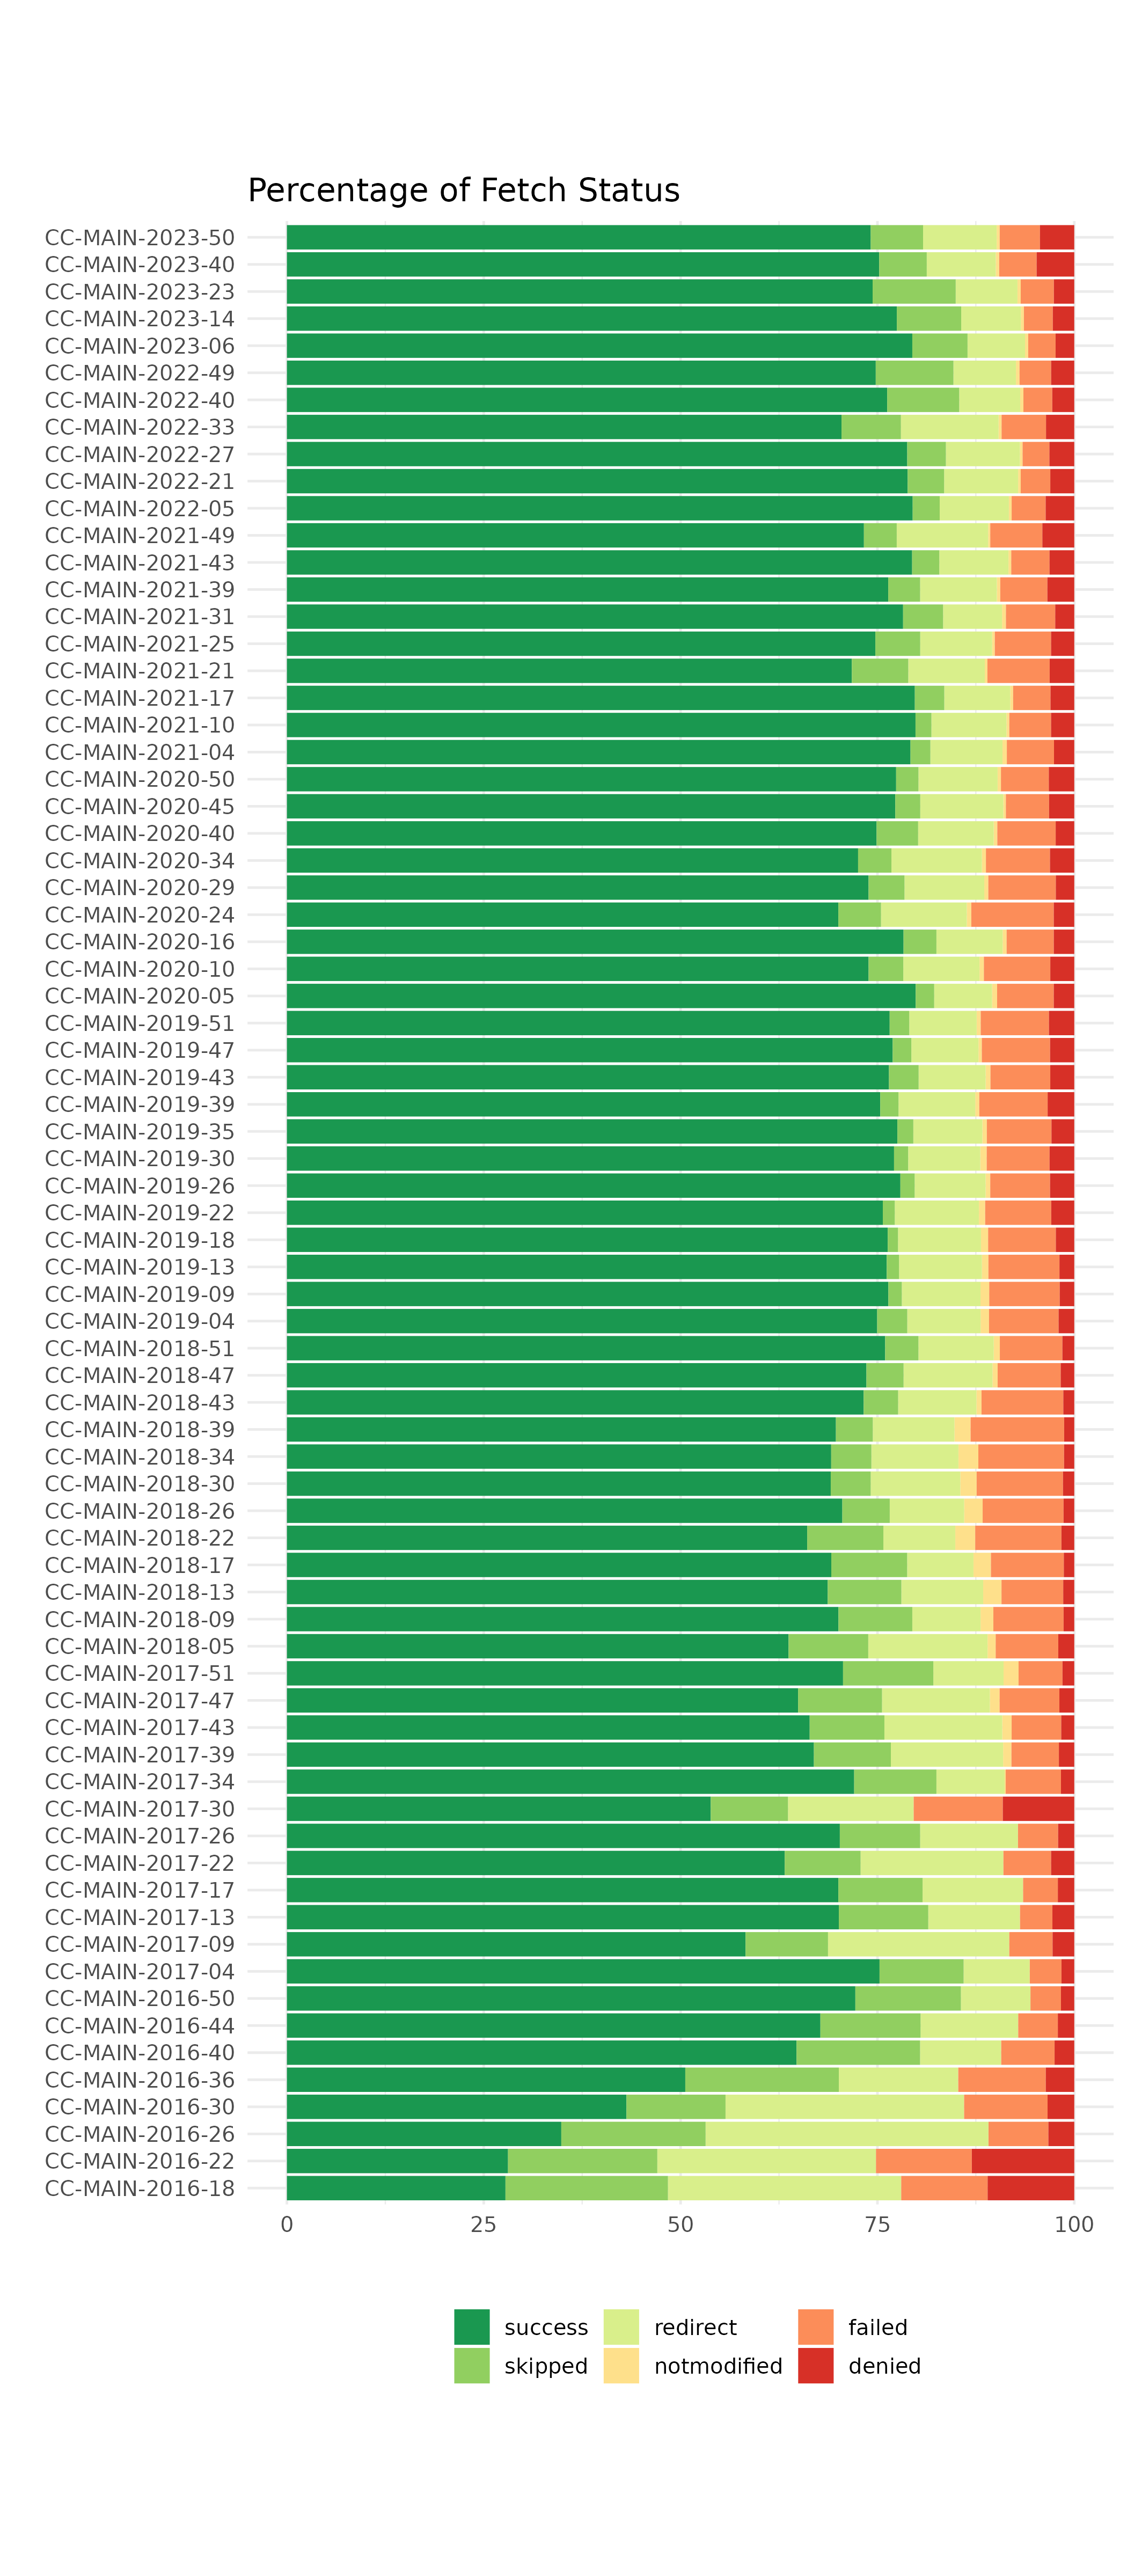 Percentage of Fetch Status
CC-MAIN-2023-50
CC-MAIN-2023-40
CC-MAIN-2023-23
CC-MAIN-2023-14
CC-MAIN-2023-06
CC-MAIN-2022-49
CC-MAIN-2022-40
CC-MAIN-2022-33
CC-MAIN-2022-27
CC-MAIN-2022-21
CC-MAIN-2022-05
CC-MAIN-2021-49
CC-MAIN-2021-43
CC-MAIN-2021-39
CC-MAIN-2021-31
CC-MAIN-2021-25
CC-MAIN-2021-21
CC-MAIN-2021-17
CC-MAIN-2021-10
CC-MAIN-2021-04
CC-MAIN-2020-50
CC-MAIN-2020-45
CC-MAIN-2020-40
CC-MAIN-2020-34
CC-MAIN-2020-29
CC-MAIN-2020-24
CC-MAIN-2020-16
CC-MAIN-2020-10
CC-MAIN-2020-05
CC-MAIN-2019-51
CC-MAIN-2019-47
CC-MAIN-2019-43
CC-MAIN-2019-39
CC-MAIN-2019-35
CC-MAIN-2019-30
CC-MAIN-2019-26
CC-MAIN-2019-22
CC-MAIN-2019-18
CC-MAIN-2019-13
CC-MAIN-2019-09
CC-MAIN-2019-04
CC-MAIN-2018-51
CC-MAIN-2018-47
CC-MAIN-2018-43
CC-MAIN-2018-39
CC-MAIN-2018-34
CC-MAIN-2018-30
CC-MAIN-2018-26
CC-MAIN-2018-22
CC-MAIN-2018-17
CC-MAIN-2018-13
CC-MAIN-2018-09
CC-MAIN-2018-05
CC-MAIN-2017-51
CC-MAIN-2017-47
CC-MAIN-2017-43
CC-MAIN-2017-39
CC-MAIN-2017-34
CC-MAIN-2017-30
CC-MAIN-2017-26
CC-MAIN-2017-22
CC-MAIN-2017-17
CC-MAIN-2017-13
CC-MAIN-2017-09
CC-MAIN-2017-04
CC-MAIN-2016-50
CC-MAIN-2016-44
CC-MAIN-2016-40
CC-MAIN-2016-36
CC-MAIN-2016-30
CC-MAIN-2016-26
CC-MAIN-2016-22
CC-MAIN-2016-18
0 25 50 75 100
success redirect failed
skipped notmodified denied